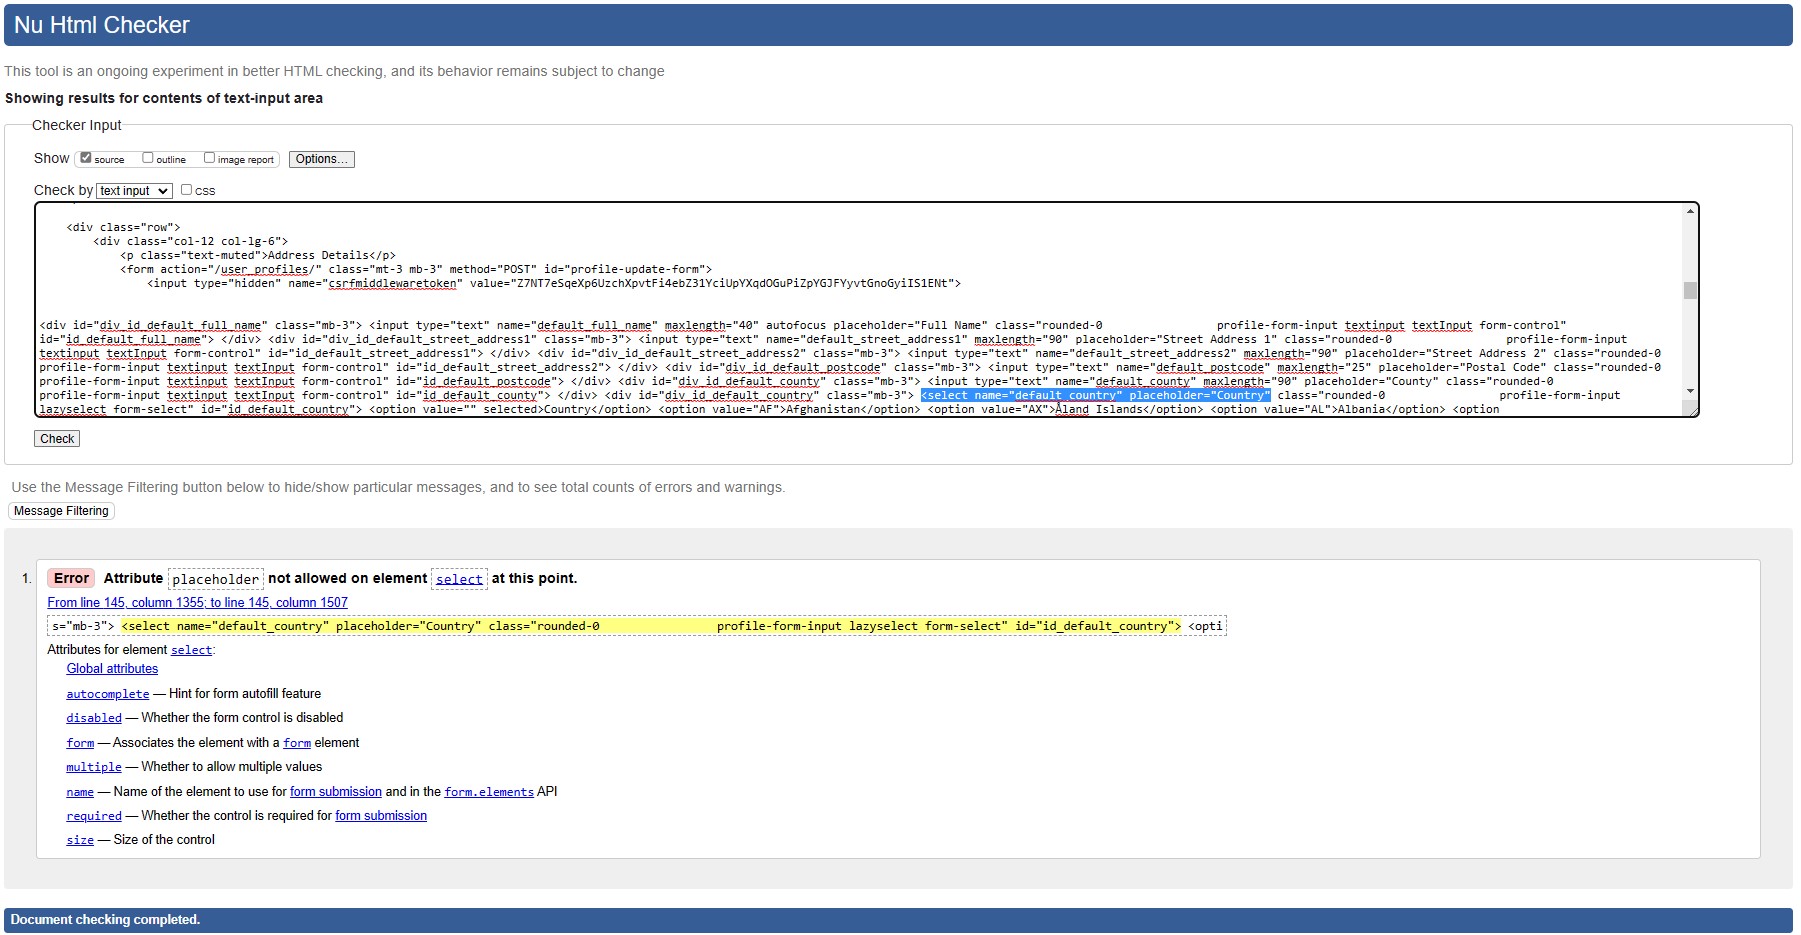 Nu Html Checker
This tool is an ongoing experiment in better HTML checking, and its behavior remains subject to change
Showing results for contents of text-input area
Checker Input
Show source outline image report Options...
Check by text input css
<div class="row">
<div class="col-12 col-lg-6">
<p class="text-muted">Address Details</p>
<form action="/user_profiles/" class="mt-3 mb-3" method="POST" id="profile-update-form">
<input type="hidden" name="csrfmiddlewaretoken" value="Z7NT7eSqeXp6UzchXpvtFi4ebZ31YciUpYXqdOGuPiZpYGJFYyvtGnoGyiIS1ENt">
<div id="div_id_default_full_name" class="mb-3"> <input type="text" name="default_full_name" maxlength="40" autofocus placeholder="Full Name" class="rounded-0 profile-form-input textinput textInput form-control"
id="id_default_full_name"> </div> <div id="div_id_default_street_address1" class="mb-3"> <input type="text" name="default_street_address1" maxlength="90" placeholder="Street Address 1" class="rounded-0 profile-form-input
textinput textInput form-control" id="id_default_street_address1"> </div> <div id="div_id_default_street_address2" class="mb-3"> <input type="text" name="default_street_address2" maxlength="90" placeholder="Street Address 2" class="rounded-0
profile-form-input textinput textInput form-control" id="id_default_street_address2"> </div> <div id="div_id_default_postcode" class="mb-3"> <input type="text" name="default_postcode" maxlength="25" placeholder="Postal Code" class="rounded-0
profile-form-input textinput textInput form-control" id="id_default_postcode"> </div> <div id="div_id_default_county" class="mb-3"> <input type="text" name="default_county" maxlength="90" placeholder="County" class="rounded-0
profile-form-input textinput textInput form-control" id="id_default_county"> </div> <div id="div_id_default_country" class="mb-3"> <select name="default_country" placeholder="Country" class="rounded-0 profile-form-input
lazyselect form-select" id="id_default_country"> <option value="" selected>Country</option> <option value="AF">Afghanistan</option> <option value="AX">Åland Islands</option> <option value="AL">Albania</option> <option
Check
Use the Message Filtering button below to hide/show particular messages, and to see total counts of errors and warnings.
Message Filtering
1. Error Attribute placeholder not allowed on element select at this point.
From line 145, column 1355; to line 145, column 1507
s="mb-3"> <select name="default_country" placeholder="Country" class="rounded-0 profile-form-input lazyselect form-select" id="id_default_country"> <opti
Attributes for element select:
Global attributes
autocomplete — Hint for form autofill feature
disabled — Whether the form control is disabled
form — Associates the element with a form element
multiple — Whether to allow multiple values
name — Name of the element to use for form submission and in the form.elements API
required — Whether the control is required for form submission
size — Size of the control
Document checking completed.